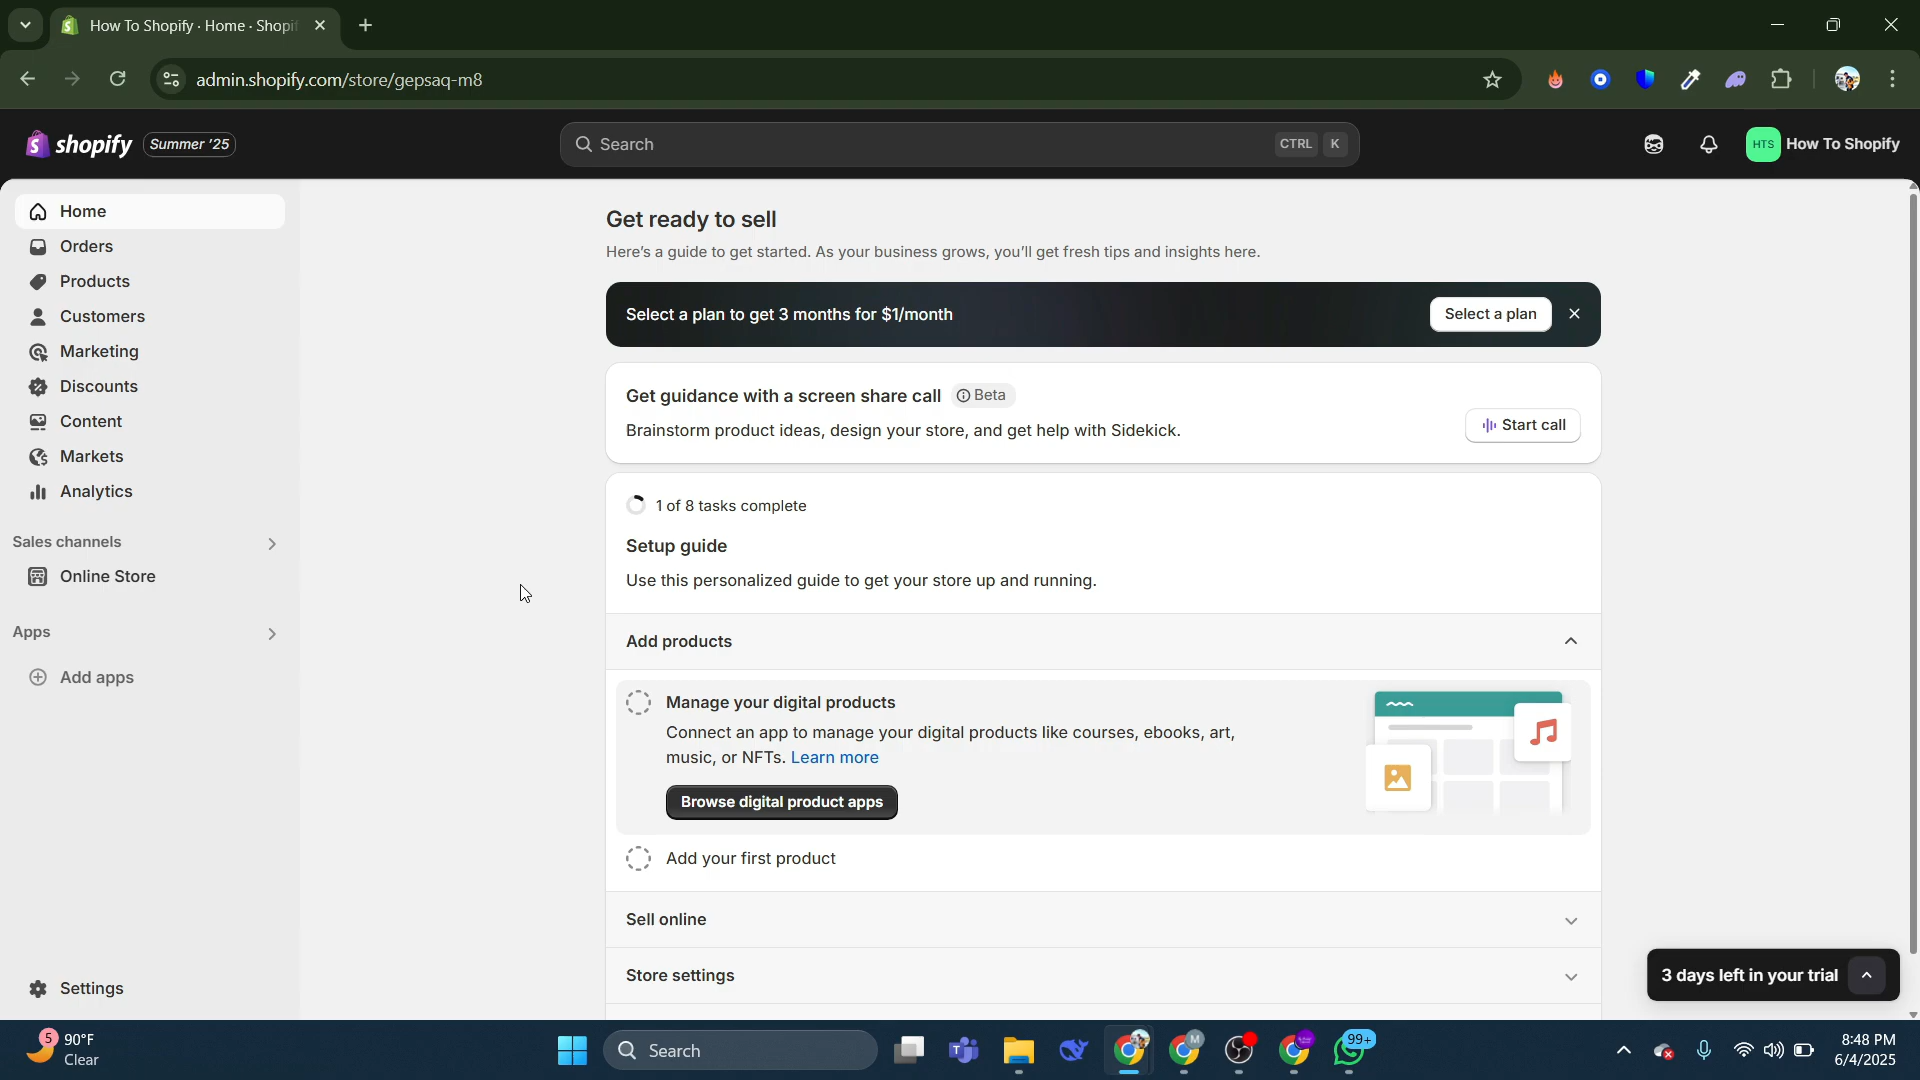 How To Shopify · Home · Shopif
admin.shopify.com/store/gepsaq-m8
shopify Summer '25
Search CTRL K
HTS How To Shopify
Home
Orders
Products
Customers
Marketing
Discounts
Content
Markets
Analytics
Sales channels
Online Store
Apps
Add apps
Settings
Get ready to sell
Here's a guide to get started. As your business grows, you'll get fresh tips and insights here.
Select a plan to get 3 months for $1/month
Select a plan
Get guidance with a screen share call Beta
Brainstorm product ideas, design your store, and get help with Sidekick.
Start call
1 of 8 tasks complete
Setup guide
Use this personalized guide to get your store up and running.
Add products
Manage your digital products
Connect an app to manage your digital products like courses, ebooks, art,
music, or NFTs. Learn more
Browse digital product apps
Add your first product
Sell online
Store settings
3 days left in your trial
5
90°F
Clear
Search
M
99+
8:48 PM
6/4/2025